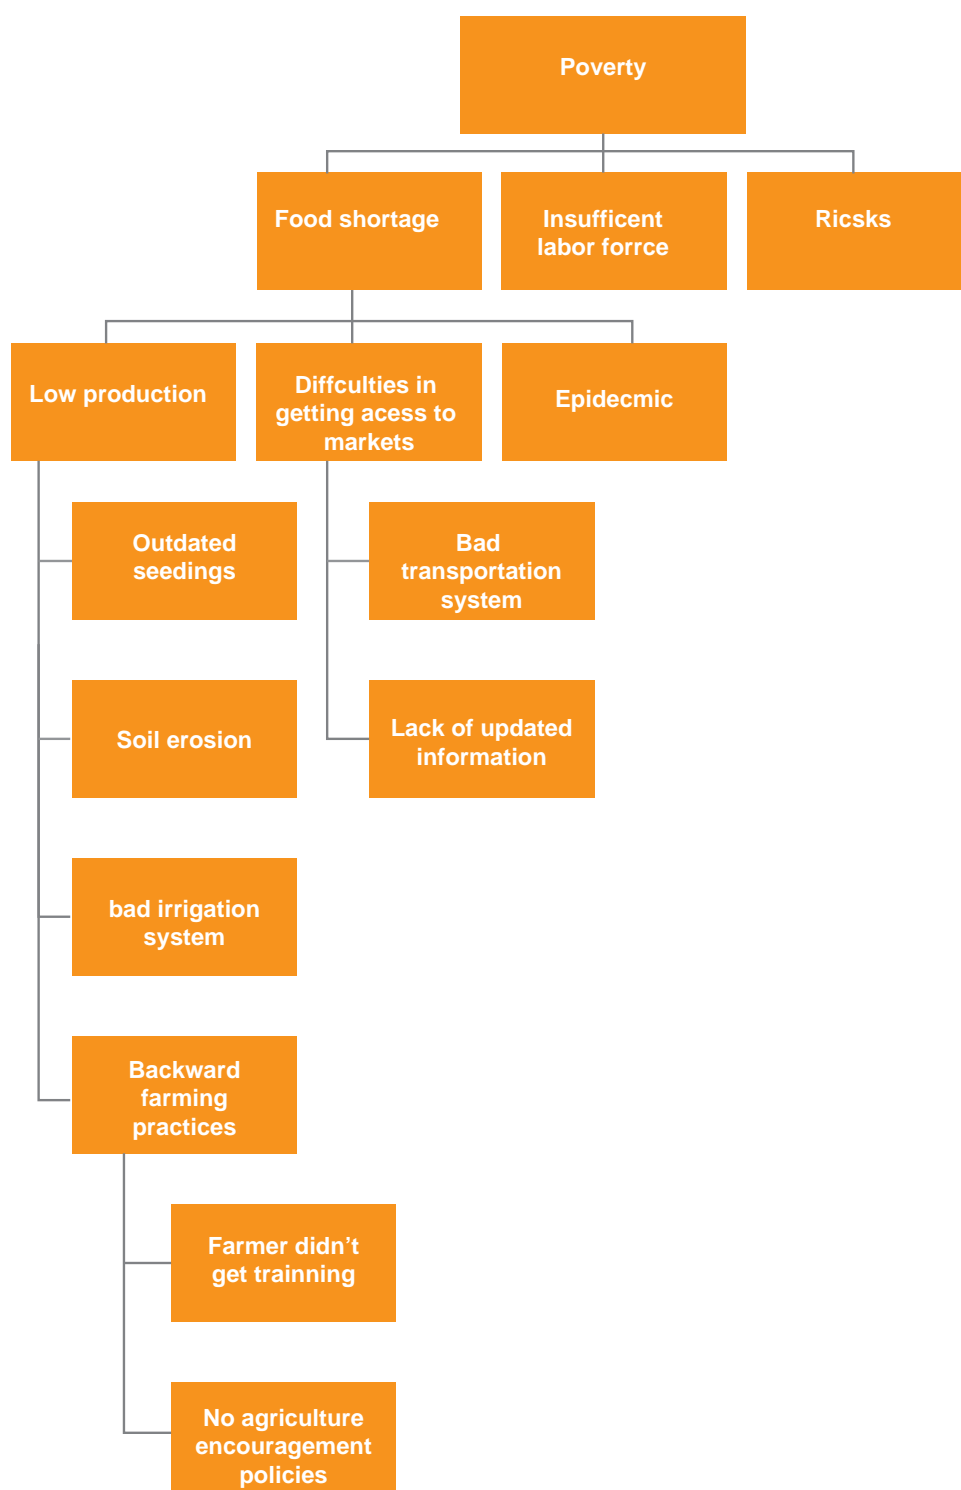 Poverty
Food shortage
Insufficent
labor forrce
Ricsks
Low production
Diffculties in
getting acess to
markets
Epidecmic
Outdated
seedings
Bad
transportation
system
Soil erosion
Lack of updated
information
bad irrigation
system
Backward
farming
practices
Farmer didn’t
get trainning
No agriculture
encouragement
policies